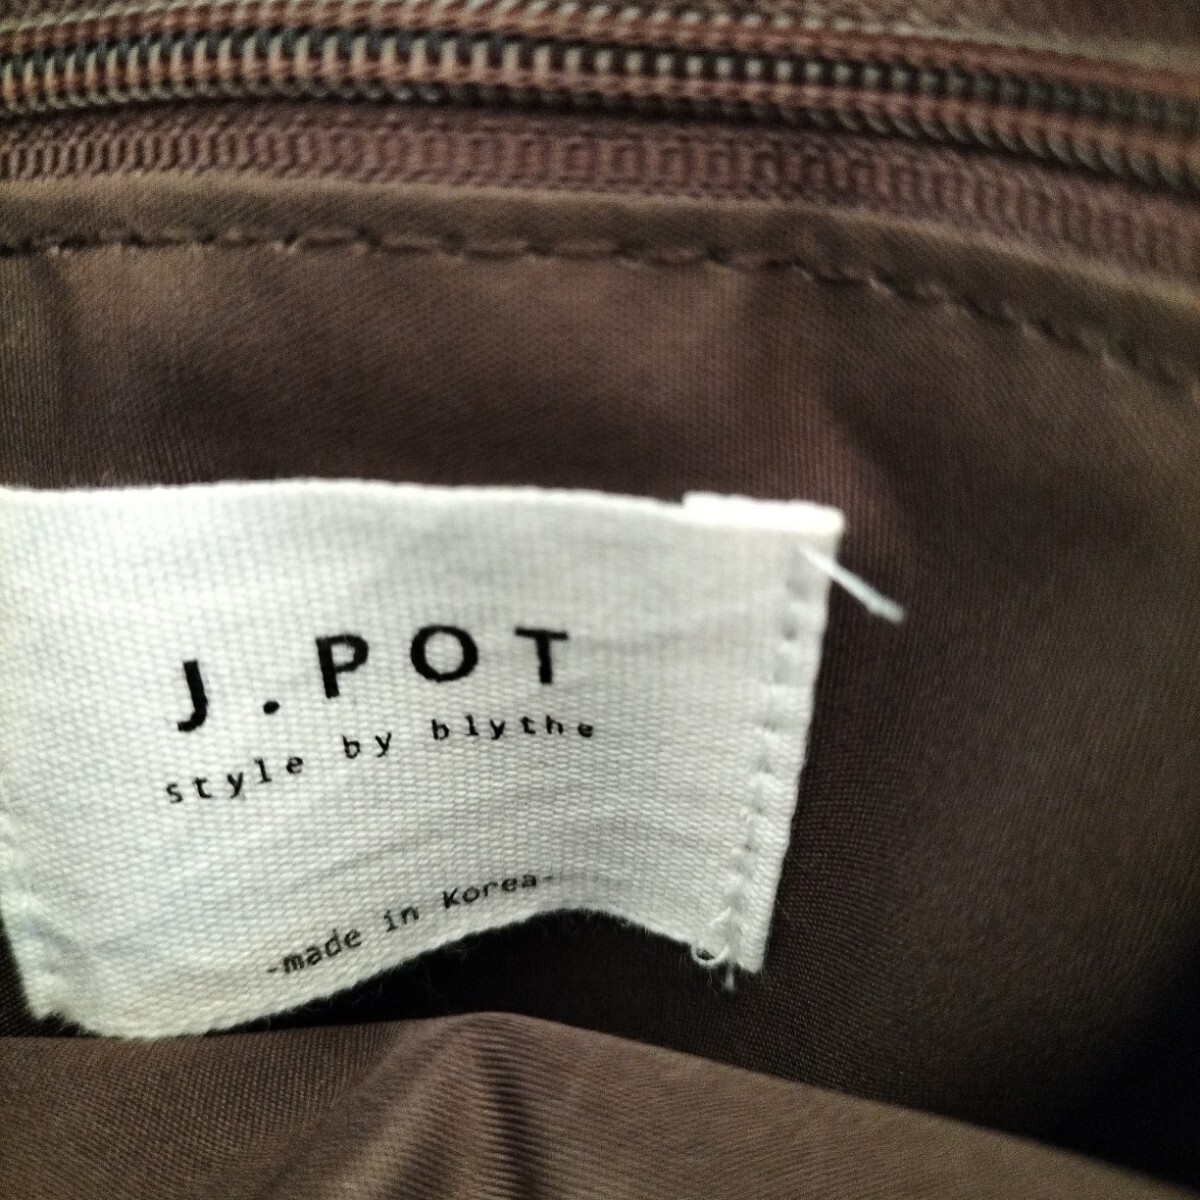 J.POT
style by blythe
-made in Korea-